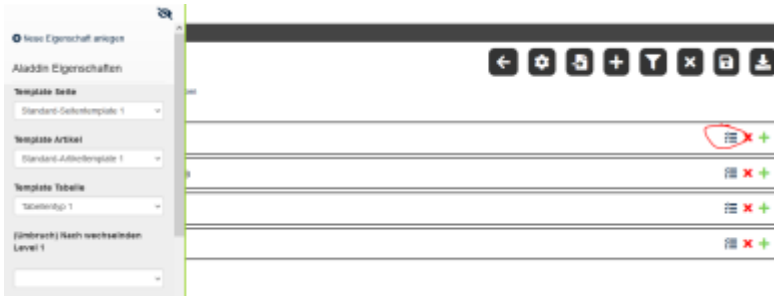 Neue Eigenschaft anlegen
Aladdin Eigenschaften
Template Seite
Standard-Seitentemplate 1
Template Artikel
Standard-Artikeltemplate 1
Template Tabelle
Tabellentyp 1
(Umbruch) Nach wechselnden
Level 1